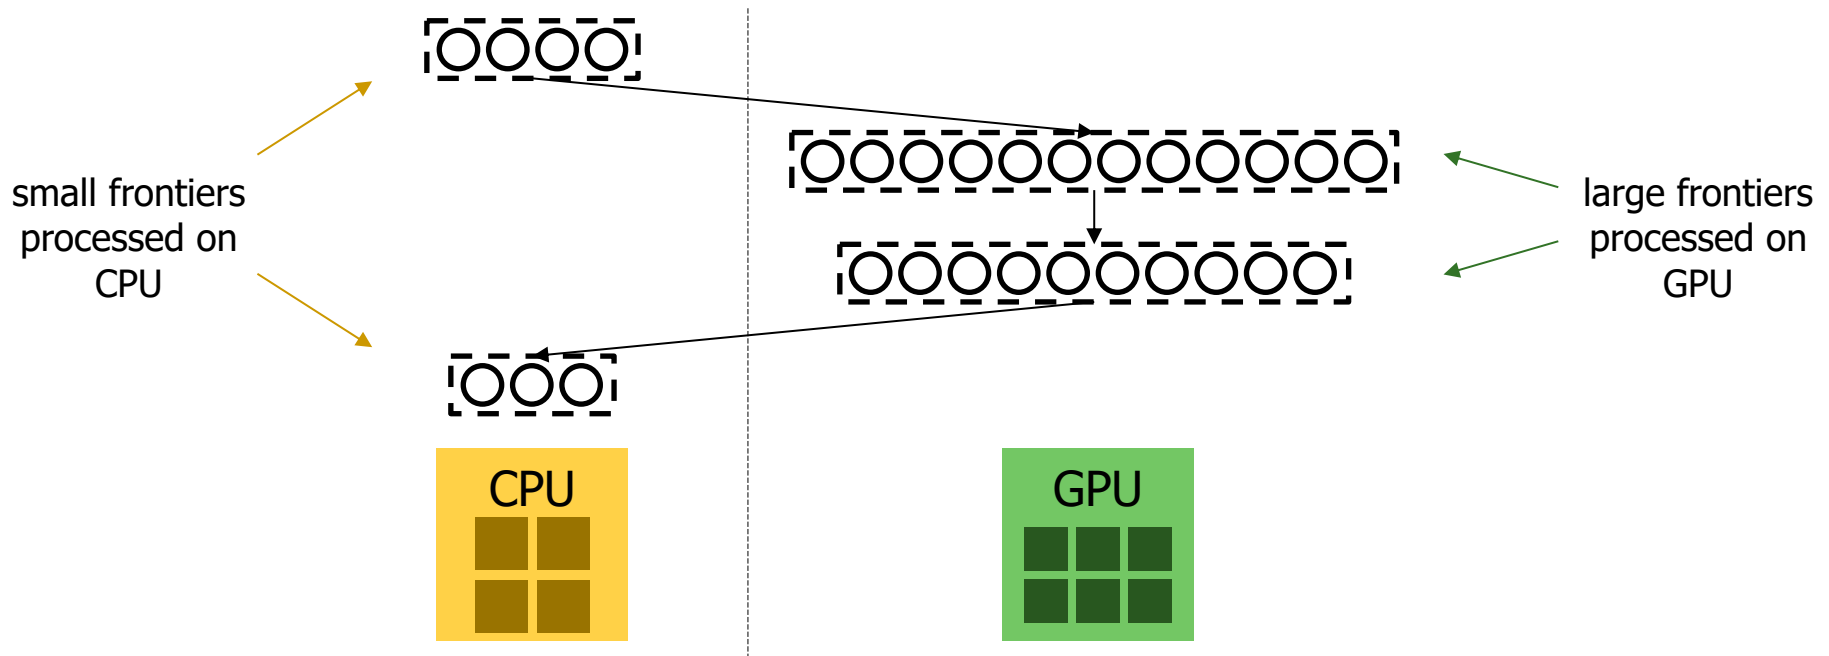 small frontiers
processed on
CPU
large frontiers
processed on
GPU
CPU
GPU